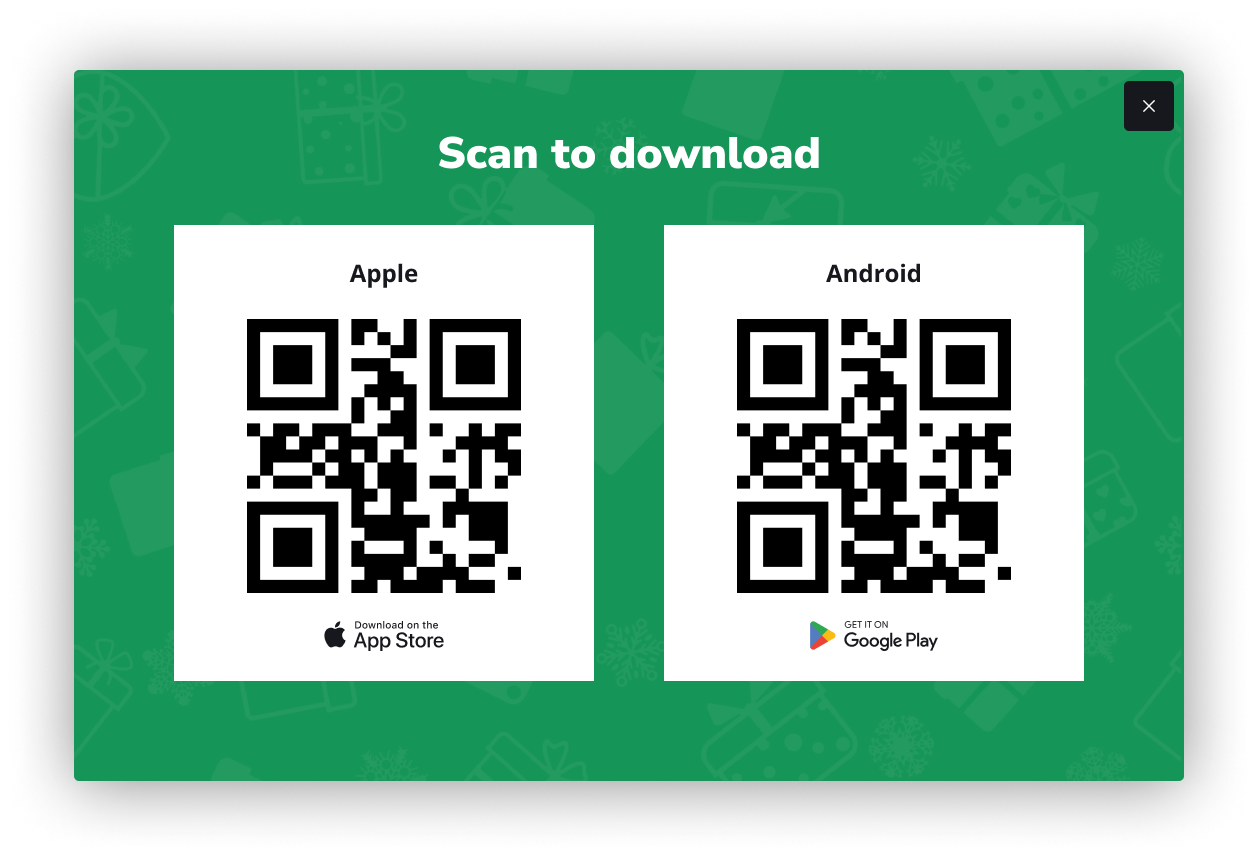 Scan to download
Apple
Android
Download on the
App Store
GET IT ON
Google Play